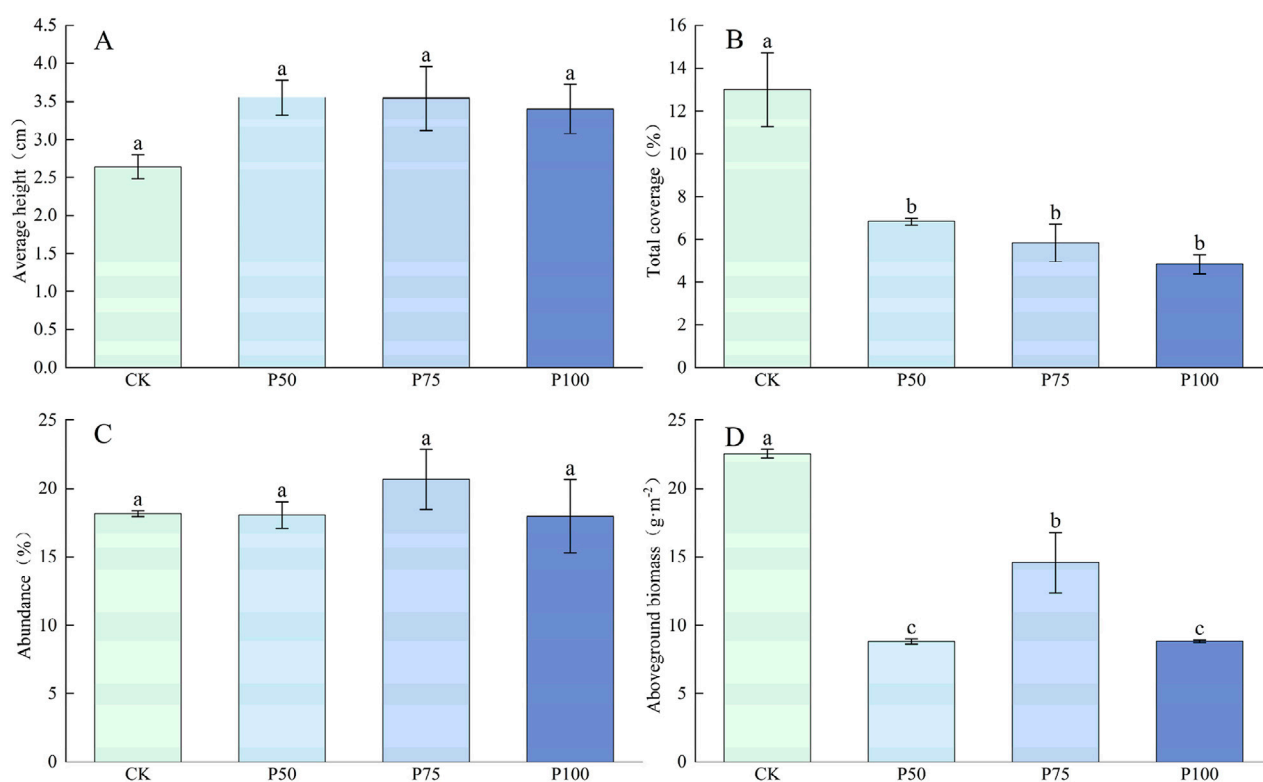 A
Average height（cm）
4.5
4.0
3.5
3.0
2.5
2.0
1.5
1.0
0.5
0.0
a
a
a
a
CK
P50
P75
P100
B
Total coverage（%）
16
14
12
10
8
6
4
2
0
a
b
b
b
CK
P50
P75
P100
C
Abundance（%）
25
20
15
10
5
0
a
a
a
a
CK
P50
P75
P100
D
Aboveground biomass（g·m⁻²）
25
20
15
10
5
0
a
c
b
c
CK
P50
P75
P100